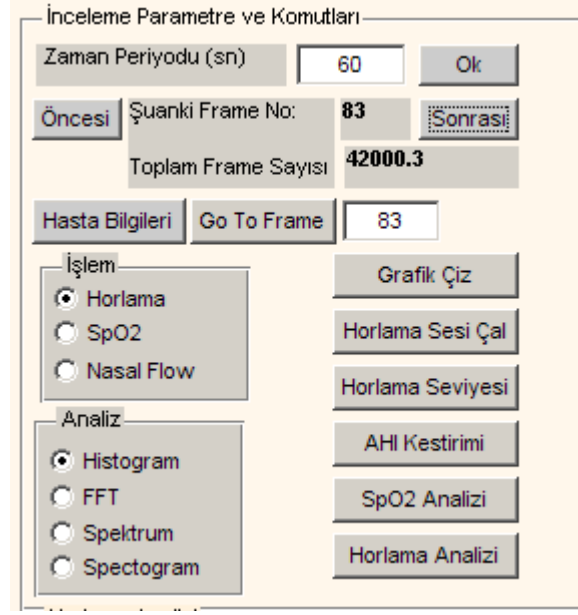 İnceleme Parametre ve Komutları
Zaman Periyodu (sn) 60 Ok
Öncesi Şuanki Frame No: 83 Sonrası
Toplam Frame Sayısı 42000.3
Hasta Bilgileri Go To Frame 83
İşlem
Horlama
SpO2
Nasal Flow
Grafik Çiz
Horlama Sesi Çal
Horlama Seviyesi
Analiz
Histogram
FFT
Spektrum
Spectogram
AHI Kestirimi
SpO2 Analizi
Horlama Analizi